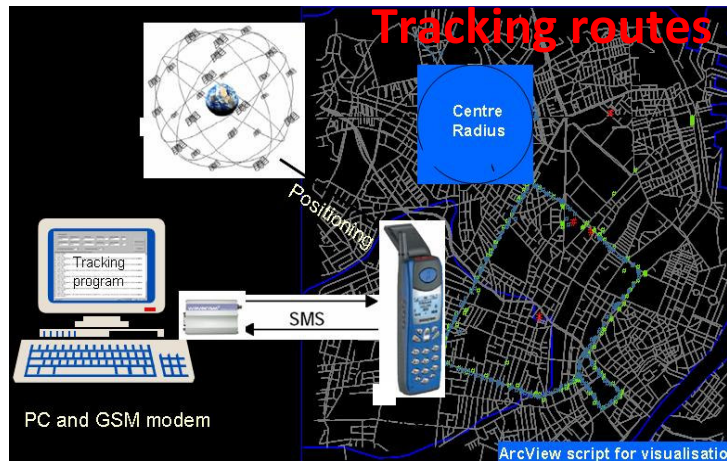 Tracking routes
Centre
Radius
Positioning
Tracking
program
SMS
PC and GSM modem
ArcView script for visualisatio